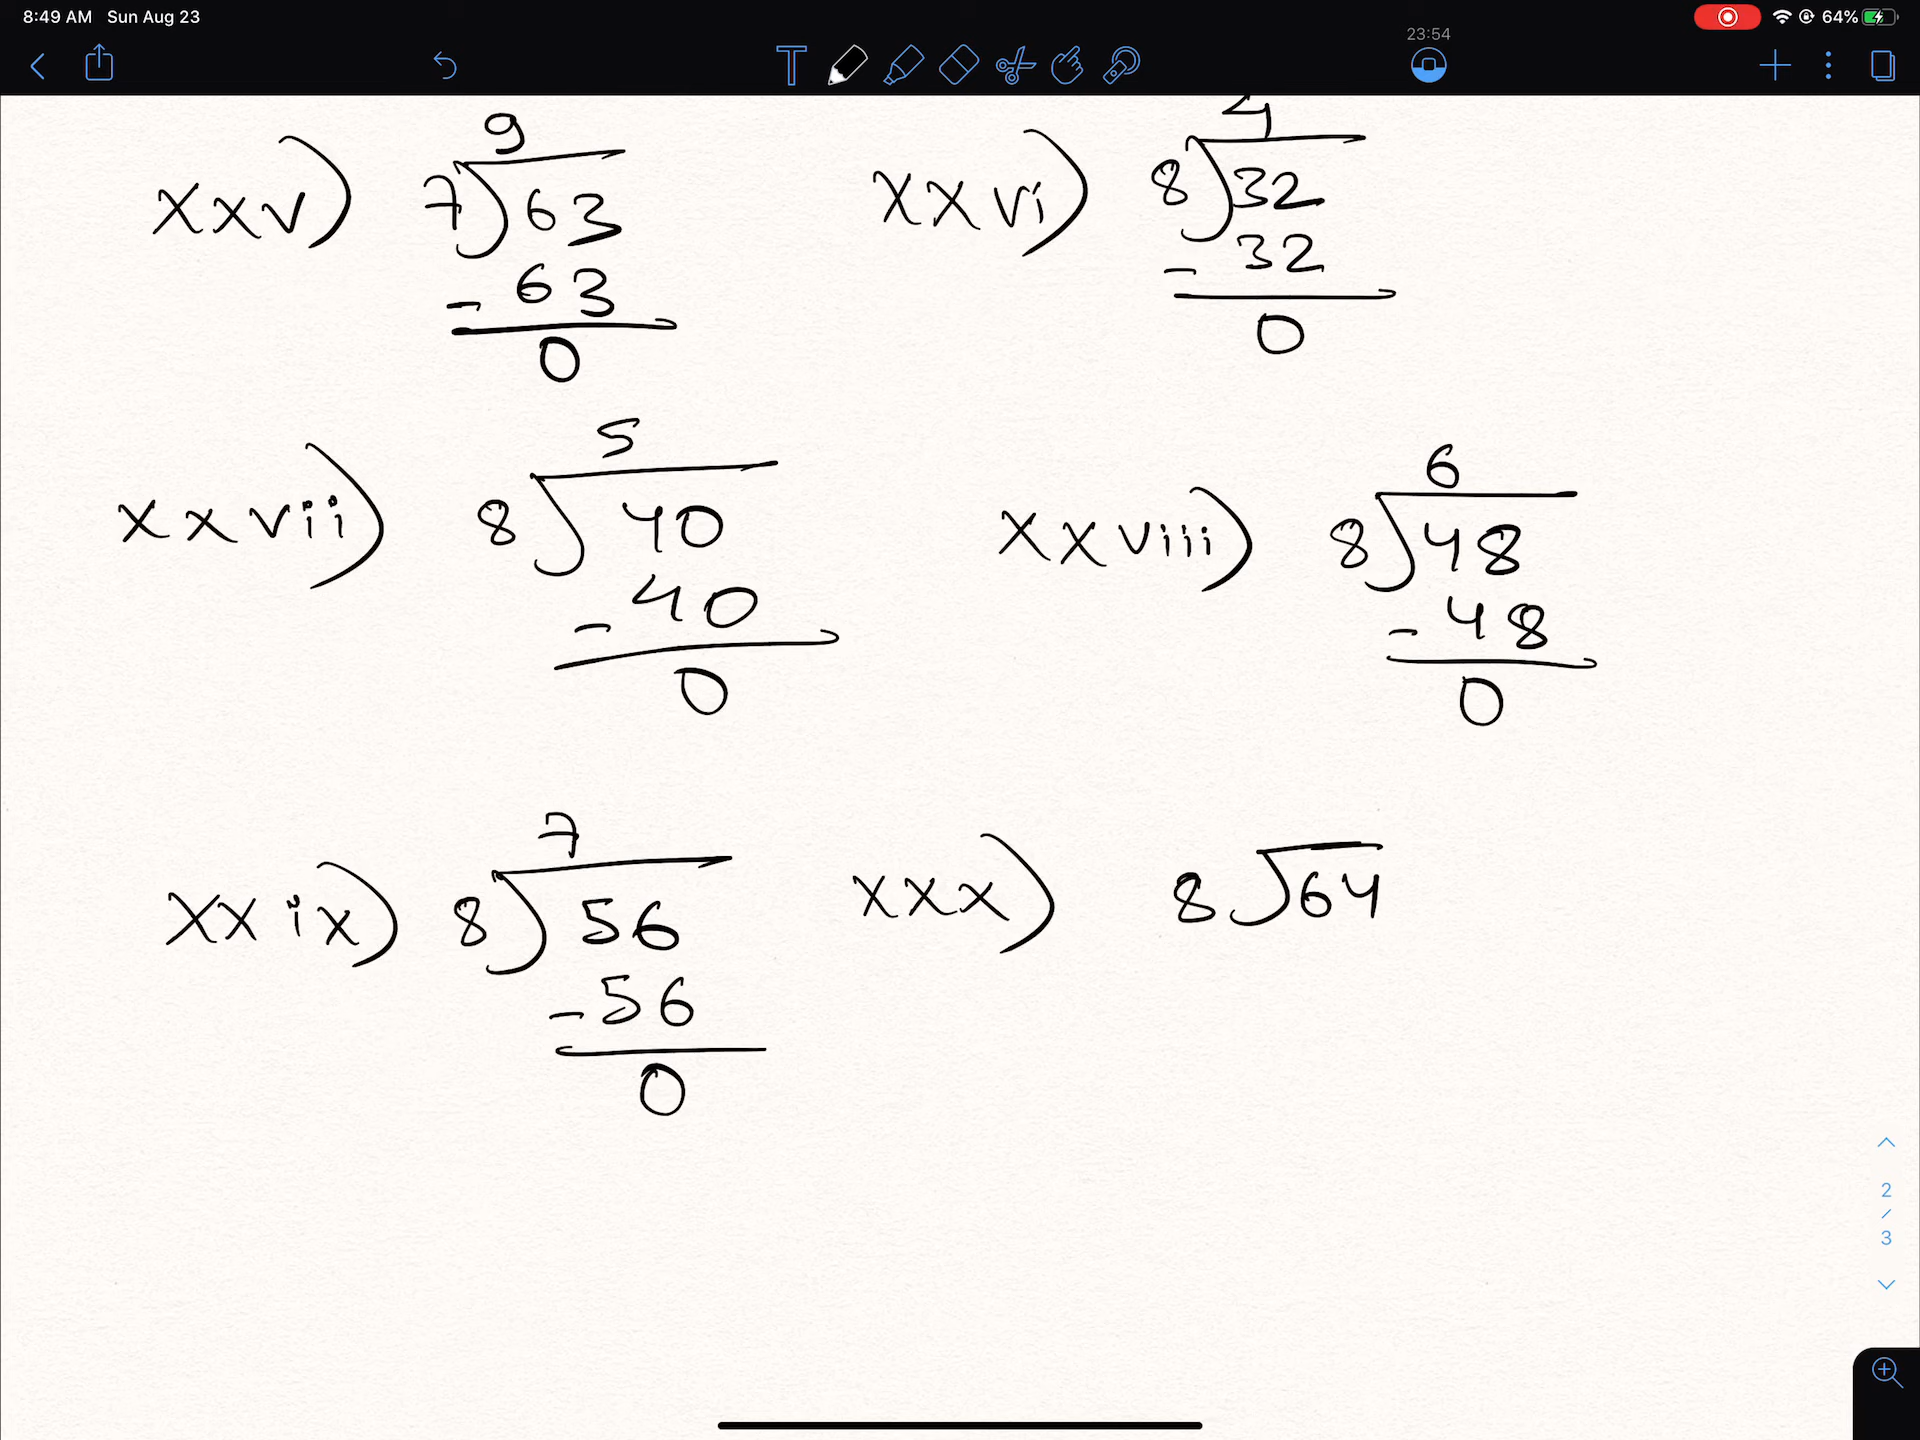 8:49 AM Sun Aug 23
64%
23:54
T
xxv) 9
7)63
- 63
0
xxvi) 4
8)32
- 32
0
xxvii) 5
8)40
- 40
0
xxviii) 6
8)48
- 48
0
xxix) 7
8)56
- 56
0
xxx) 8)64
2
/
3